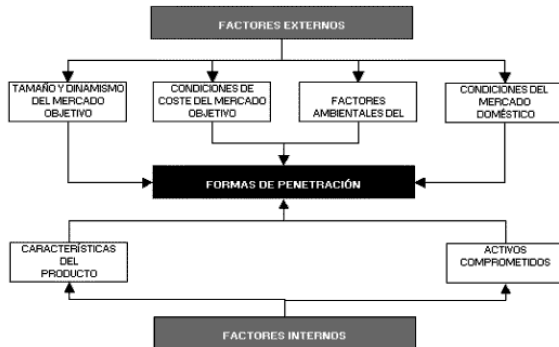 FACTORES EXTERNOS
TAMAÑO Y DINAMISMO
DEL MERCADO
OBJETIVO
CONDICIONES DE
COSTE DEL MERCADO
OBJETIVO
FACTORES
AMBIENTALES DEL
CONDICIONES DEL
MERCADO
DOMÉSTICO
FORMAS DE PENETRACIÓN
CARACTERÍSTICAS
DEL
PRODUCTO
ACTIVOS
COMPROMETIDOS
FACTORES INTERNOS